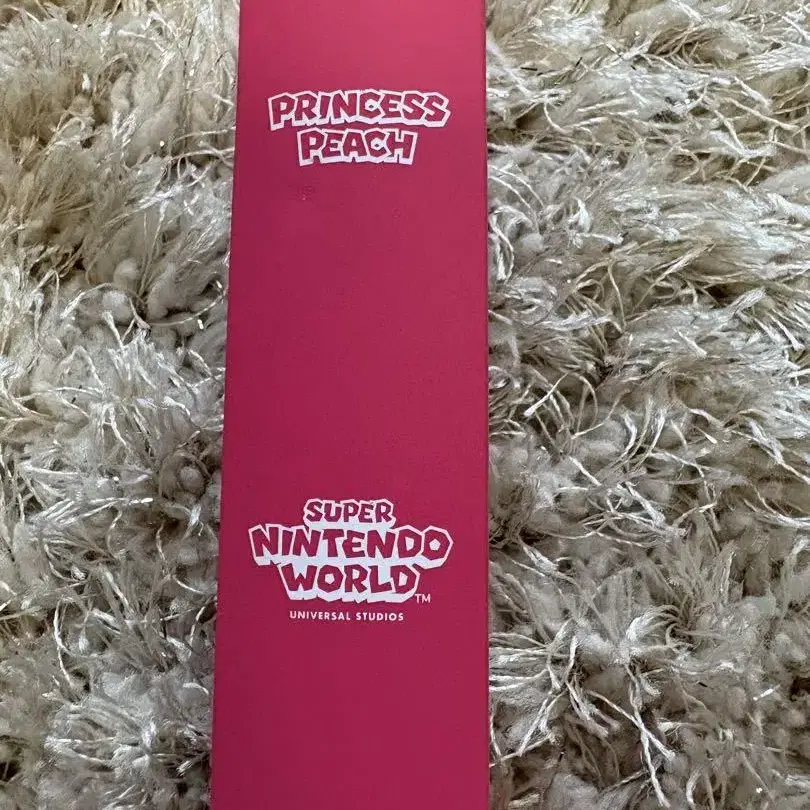 PRINCESS
PEACH
SUPER
NINTENDO
WORLD™
UNIVERSAL STUDIOS